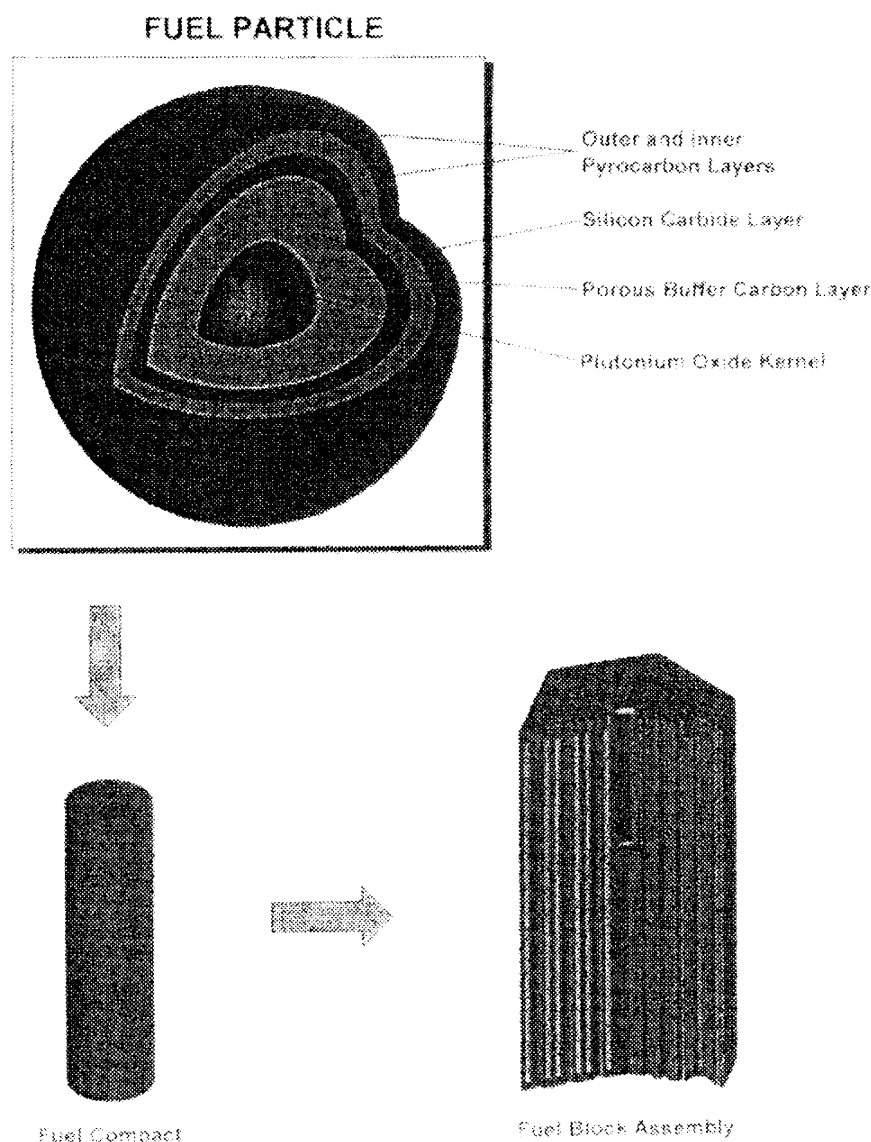 FUEL PARTICLE
Outer and inner
Pyrocarbon Layers
Silicon Carbide Layer
Porous Buffer Carbon Layer
Plutonium Oxide Kernel
Fuel Compact
Fuel Block Assembly